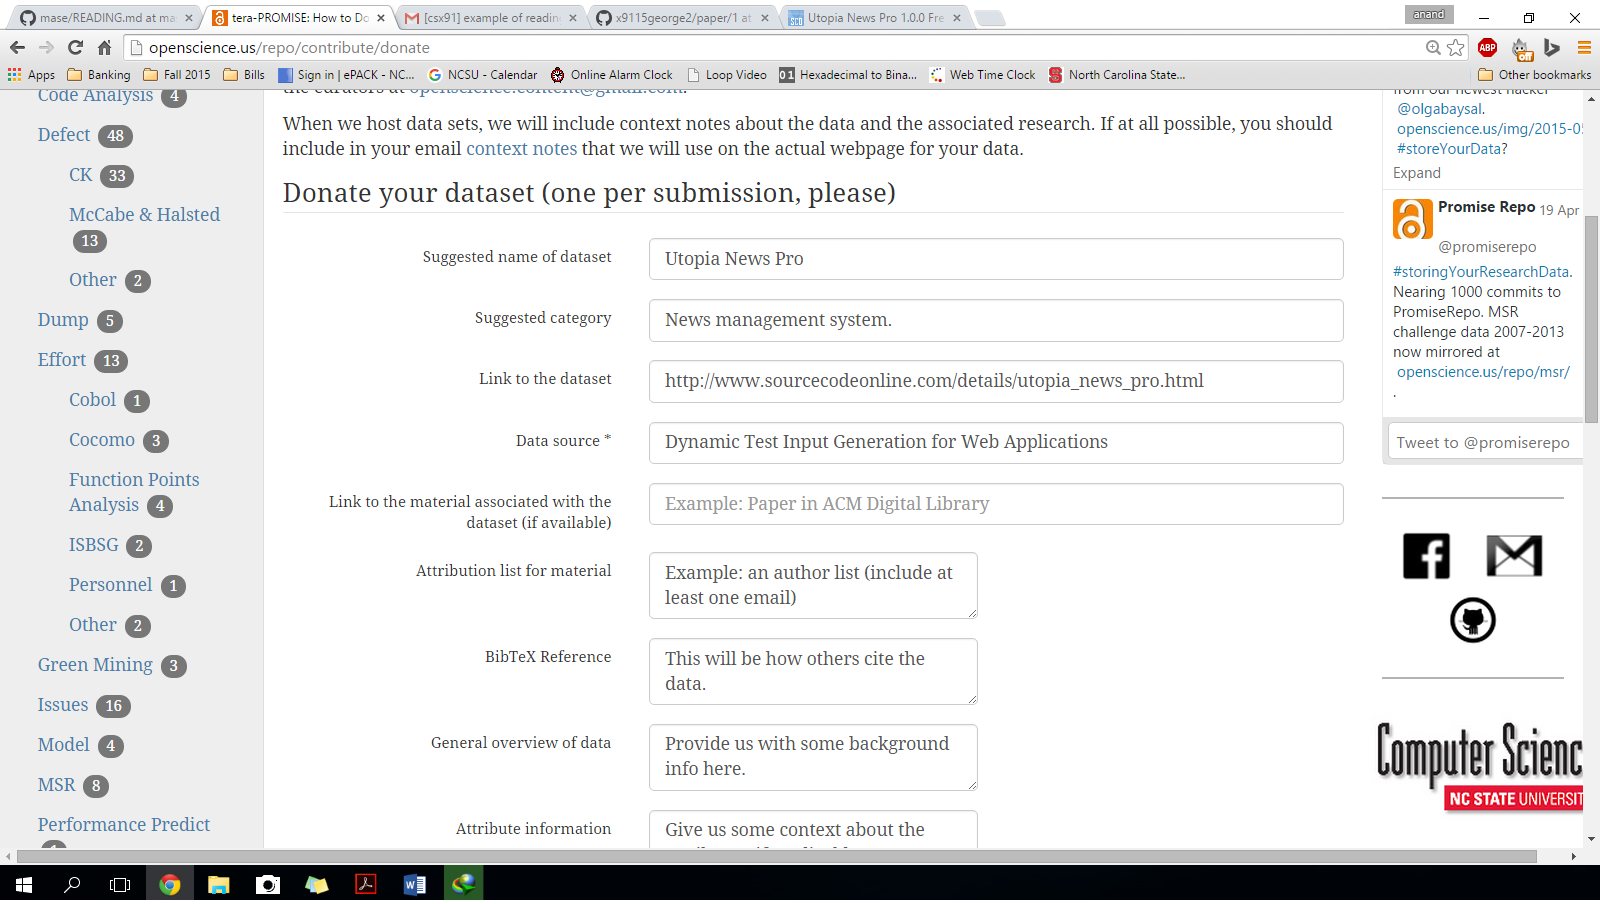 mase/READING.md at ma
tera-PROMISE: How to Do
[csx91] example of readin
x9115george2/paper/1 at
Utopia News Pro 1.0.0 Fre
anand
openscience.us/repo/contribute/donate
ABP
Off
Apps
Banking
Fall 2015
Bills
Sign in | ePACK - NC...
NCSU - Calendar
Online Alarm Clock
Loop Video
Hexadecimal to Bina...
Web Time Clock
North Carolina State...
Other bookmarks
Code Analysis 4
Defect 48
CK 33
McCabe & Halsted
13
Other 2
Dump 5
Effort 13
Cobol 1
Cocomo 3
Function Points
Analysis 4
ISBSG 2
Personnel 1
Other 2
Green Mining 3
Issues 16
Model 4
MSR 8
Performance Predict
the curators at openscience.content@gmail.com.
When we host data sets, we will include context notes about the data and the associated research. If at all possible, you should
include in your email context notes that we will use on the actual webpage for your data.
Donate your dataset (one per submission, please)
Suggested name of dataset
Utopia News Pro
Suggested category
News management system.
Link to the dataset
http://www.sourcecodeonline.com/details/utopia_news_pro.html
Data source *
Dynamic Test Input Generation for Web Applications
Link to the material associated with the
dataset (if available)
Example: Paper in ACM Digital Library
Attribution list for material
Example: an author list (include at
least one email)
BibTeX Reference
This will be how others cite the
data.
General overview of data
Provide us with some background
info here.
Attribute information
Give us some context about the
from our newest hacker
@olgabaysal.
openscience.us/img/2015-05
#storeYourData?
Expand
Promise Repo 19 Apr
@promiserepo
#storingYourResearchData.
Nearing 1000 commits to
PromiseRepo. MSR
challenge data 2007-2013
now mirrored at
openscience.us/repo/msr/
.
Tweet to @promiserepo
Computer Scienc
NC STATE UNIVERSIT